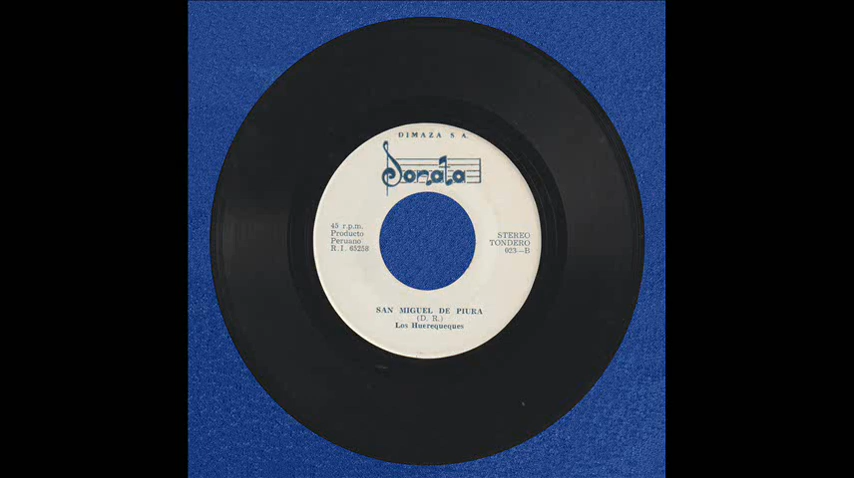 DIMAZA S A.
Sonata
45 r.p.m.
Producto
Peruano
R.I. 65258
STEREO
TONDERO
023—B
SAN MIGUEL DE PIURA
(D. R.)
Los Huerequeques